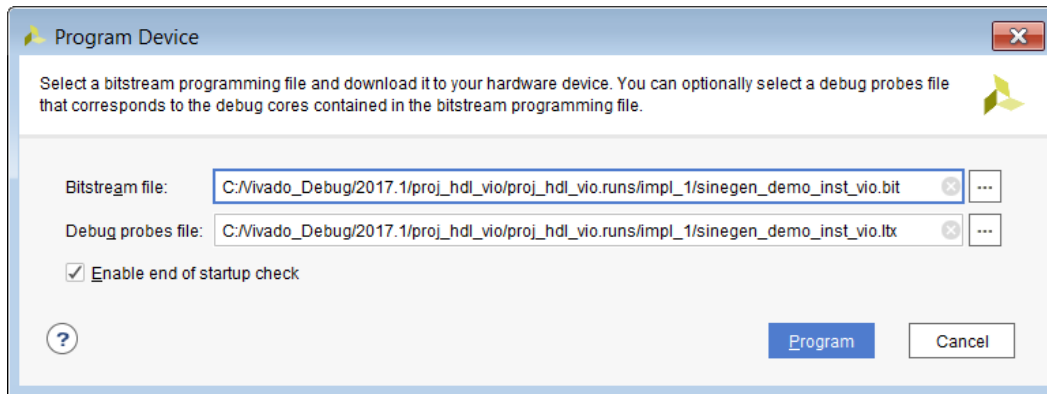 Program Device
Select a bitstream programming file and download it to your hardware device. You can optionally select a debug probes file
that corresponds to the debug cores contained in the bitstream programming file.
Bitstream file: C:/Vivado_Debug/2017.1/proj_hdl_vio/proj_hdl_vio.runs/impl_1/sinegen_demo_inst_vio.bit ...
Debug probes file: C:/Vivado_Debug/2017.1/proj_hdl_vio/proj_hdl_vio.runs/impl_1/sinegen_demo_inst_vio.ltx ...
Enable end of startup check
? Program Cancel